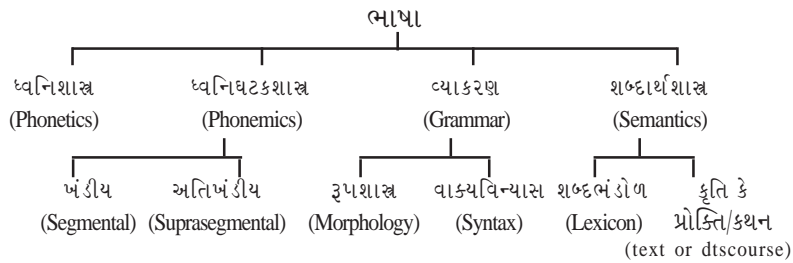 ભાષા
ધ્વનિશાસ્ત્ર ધ્વનિઘટકશાસ્ત્ર વ્યાકરણ શબ્દાર્થશાસ્ત્ર
(Phonetics) (Phonemics) (Grammar) (Semantics)
ખંડીય અતિખંડીય રૂપશાસ્ત્ર વાક્યવિન્યાસ શબ્દભંડોળ કૃતિ કે
(Segmental) (Suprasegmental) (Morphology) (Syntax) (Lexicon) પ્રોક્તિ/કથન
(text or dtscourse)